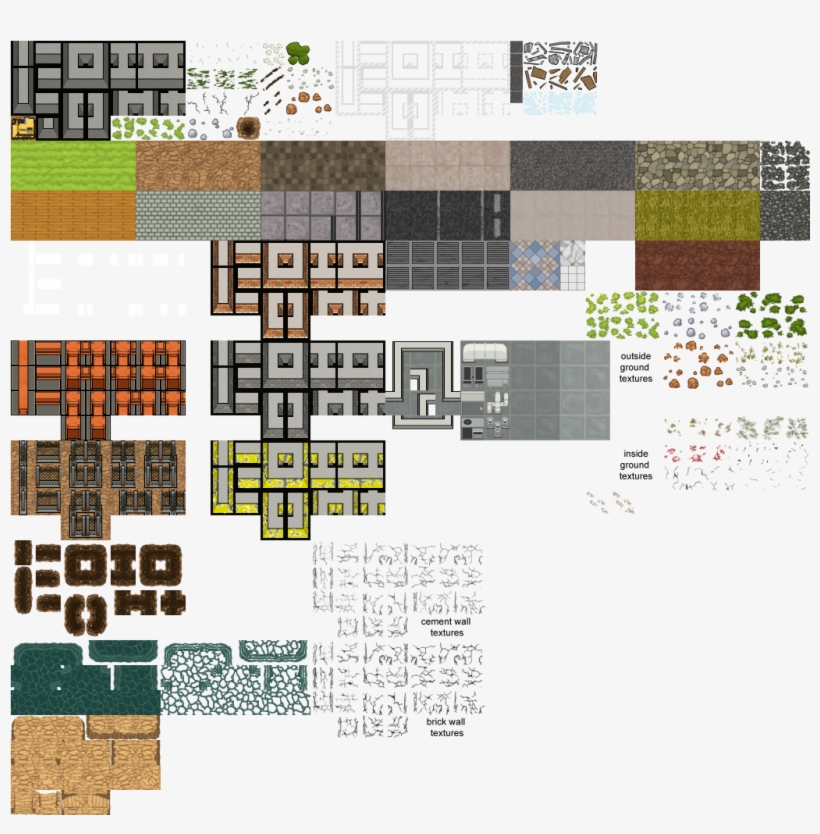 outside
ground
textures
inside
ground
textures
cement wall
textures
brick wall
textures